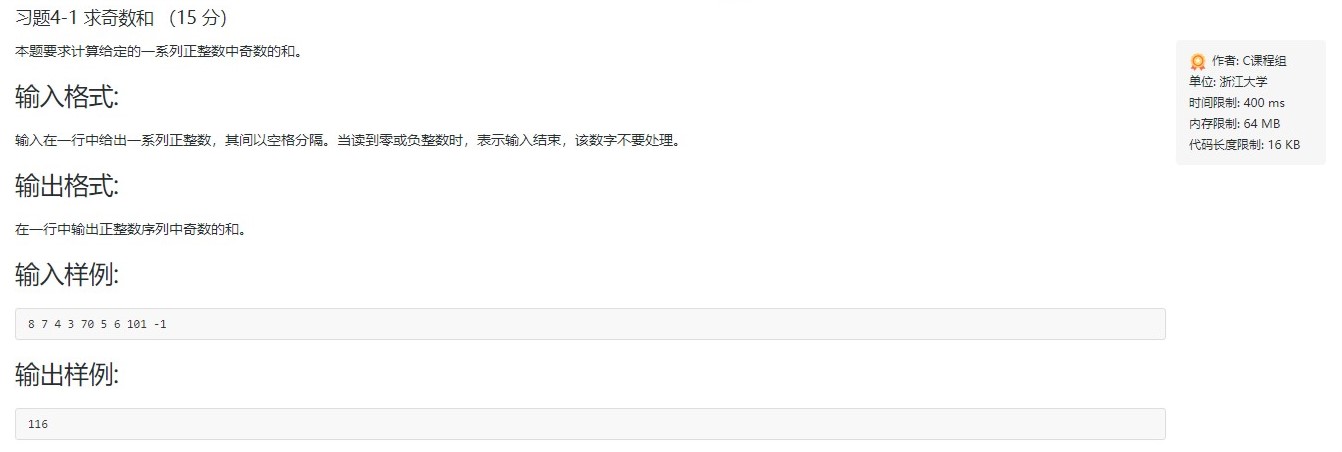 习题4-1 求奇数和 （15 分）
本题要求计算给定的一系列正整数中奇数的和。
作者: C课程组
单位: 浙江大学
时间限制: 400 ms
内存限制: 64 MB
代码长度限制: 16 KB
输入格式:
输入在一行中给出一系列正整数，其间以空格分隔。当读到零或负整数时，表示输入结束，该数字不要处理。
输出格式:
在一行中输出正整数序列中奇数的和。
输入样例:
8 7 4 3 70 5 6 101 -1
输出样例:
116